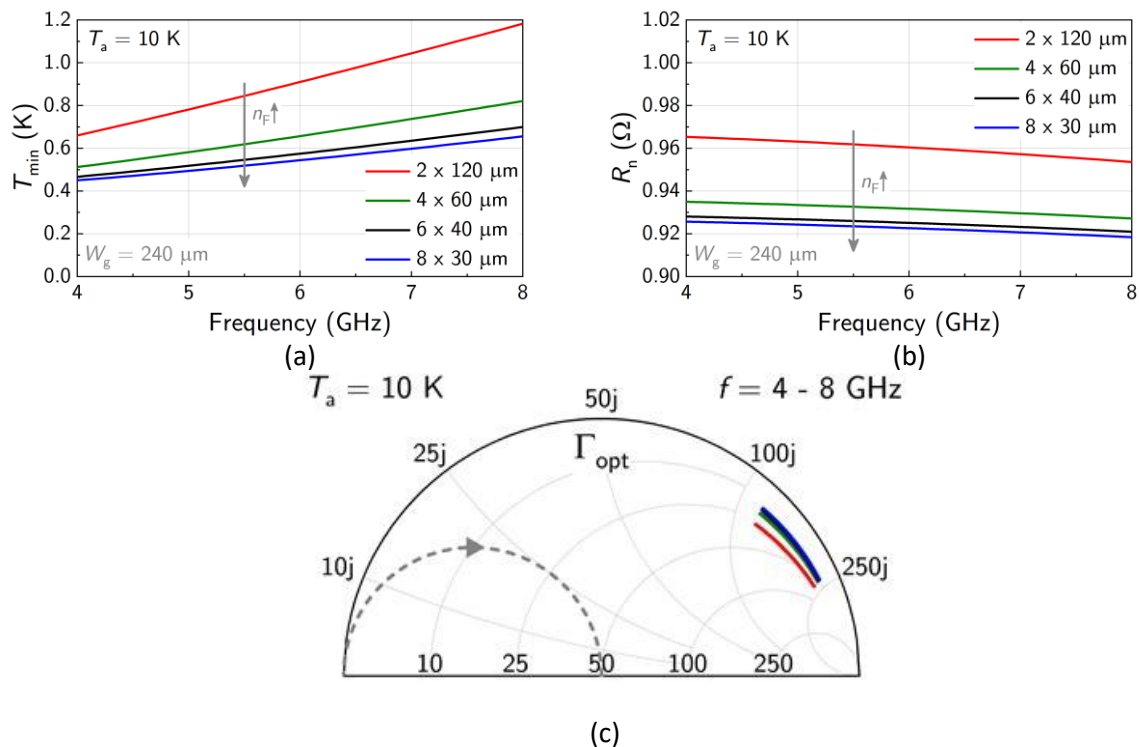 1.2
1.0
0.8
0.6
0.4
0.2
0.0
T_min (K)
T_a = 10 K
n_F↑
2 x 120 μm
4 x 60 μm
6 x 40 μm
8 x 30 μm
W_g = 240 μm
4 5 6 7 8
Frequency (GHz)
(a)
1.02
1.00
0.98
0.96
0.94
0.92
0.90
R_n (Ω)
T_a = 10 K
2 x 120 μm
4 x 60 μm
6 x 40 μm
8 x 30 μm
n_F↑
W_g = 240 μm
4 5 6 7 8
Frequency (GHz)
(b)
T_a = 10 K
f = 4 - 8 GHz
50j
25j
100j
Γ_opt
10j
250j
10 25 50 100 250
(c)